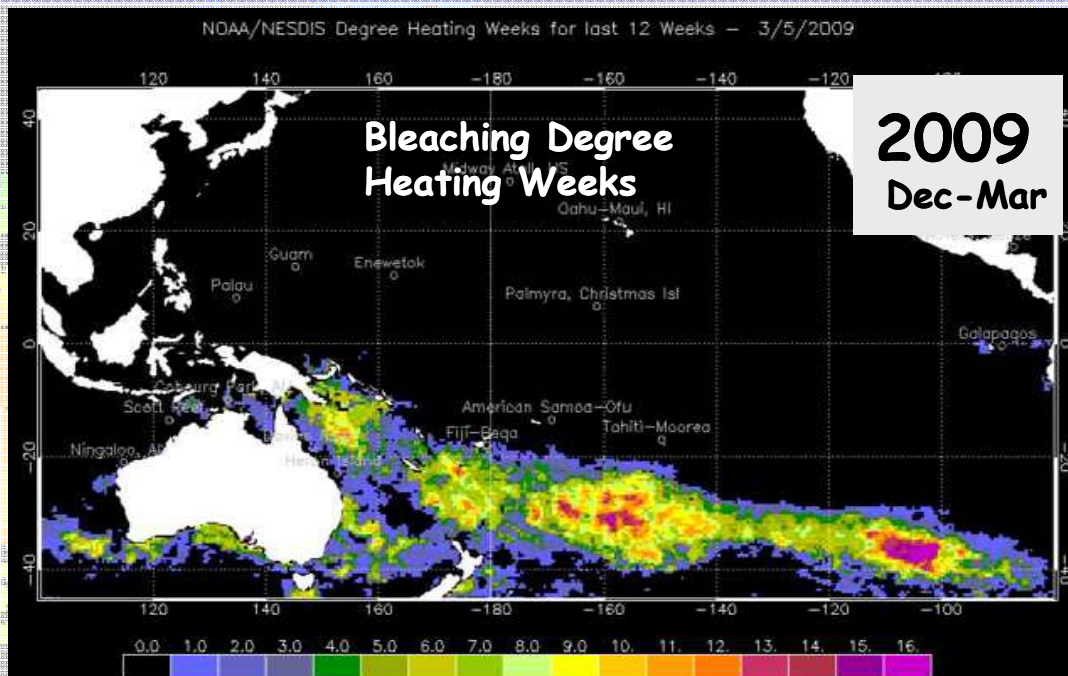 NOAA/NESDIS Degree Heating Weeks for last 12 Weeks – 3/5/2009
120 140 160 -180 -160 -140 -120
Bleaching Degree
Heating Weeks
2009
Dec-Mar
40
Midway Atoll, US
Oahu-Maui, HI
20
Guam
Enewetok
Palau
Palmyra, Christmas Isl
Galapagos
0
Cobourg Park, AU
Scott Reef
American Samoa-Ofu
Fiji-Beqa
Tahiti-Moorea
Ningaloo,
-20
Heron Island
-40
120 140 160 -180 -160 -140 -120 -100
0.0 1.0 2.0 3.0 4.0 5.0 6.0 7.0 8.0 9.0 10. 11. 12. 13. 14. 15. 16.